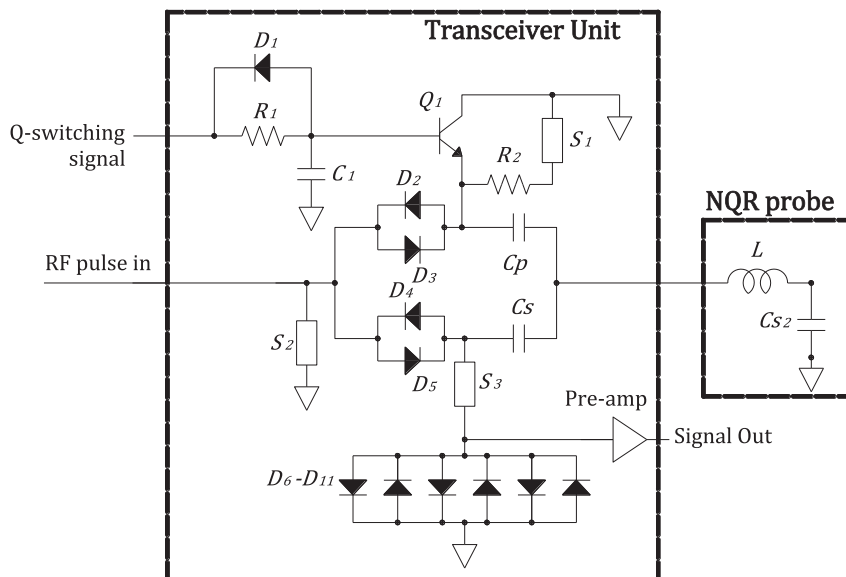 Transceiver Unit
D1
R1
Q1
Q-switching
signal
C1
R2
S1
D2
NQR probe
RF pulse in
D3
Cp
L
D4
Cs
Cs2
S2
D5
S3
Pre-amp
Signal Out
D6-D11